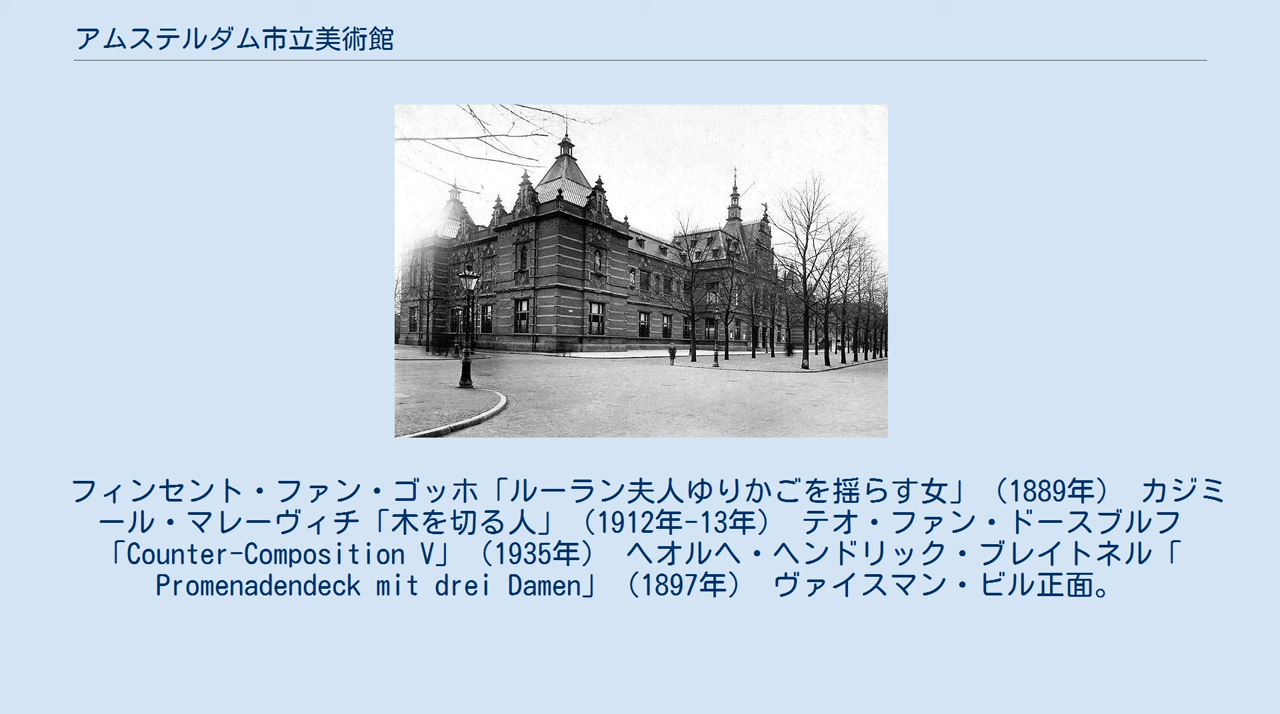 アムステルダム市立美術館
フィンセント・ファン・ゴッホ「ルーラン夫人ゆりかごを揺らす女」（1889年） カジミ
ール・マレーヴィチ「木を切る人」（1912年-13年） テオ・ファン・ドースブルフ
「Counter-Composition V」（1935年） ヘオルヘ・ヘンドリック・ブレイトネル「
Promenadendeck mit drei Damen」（1897年） ヴァイスマン・ビル正面。